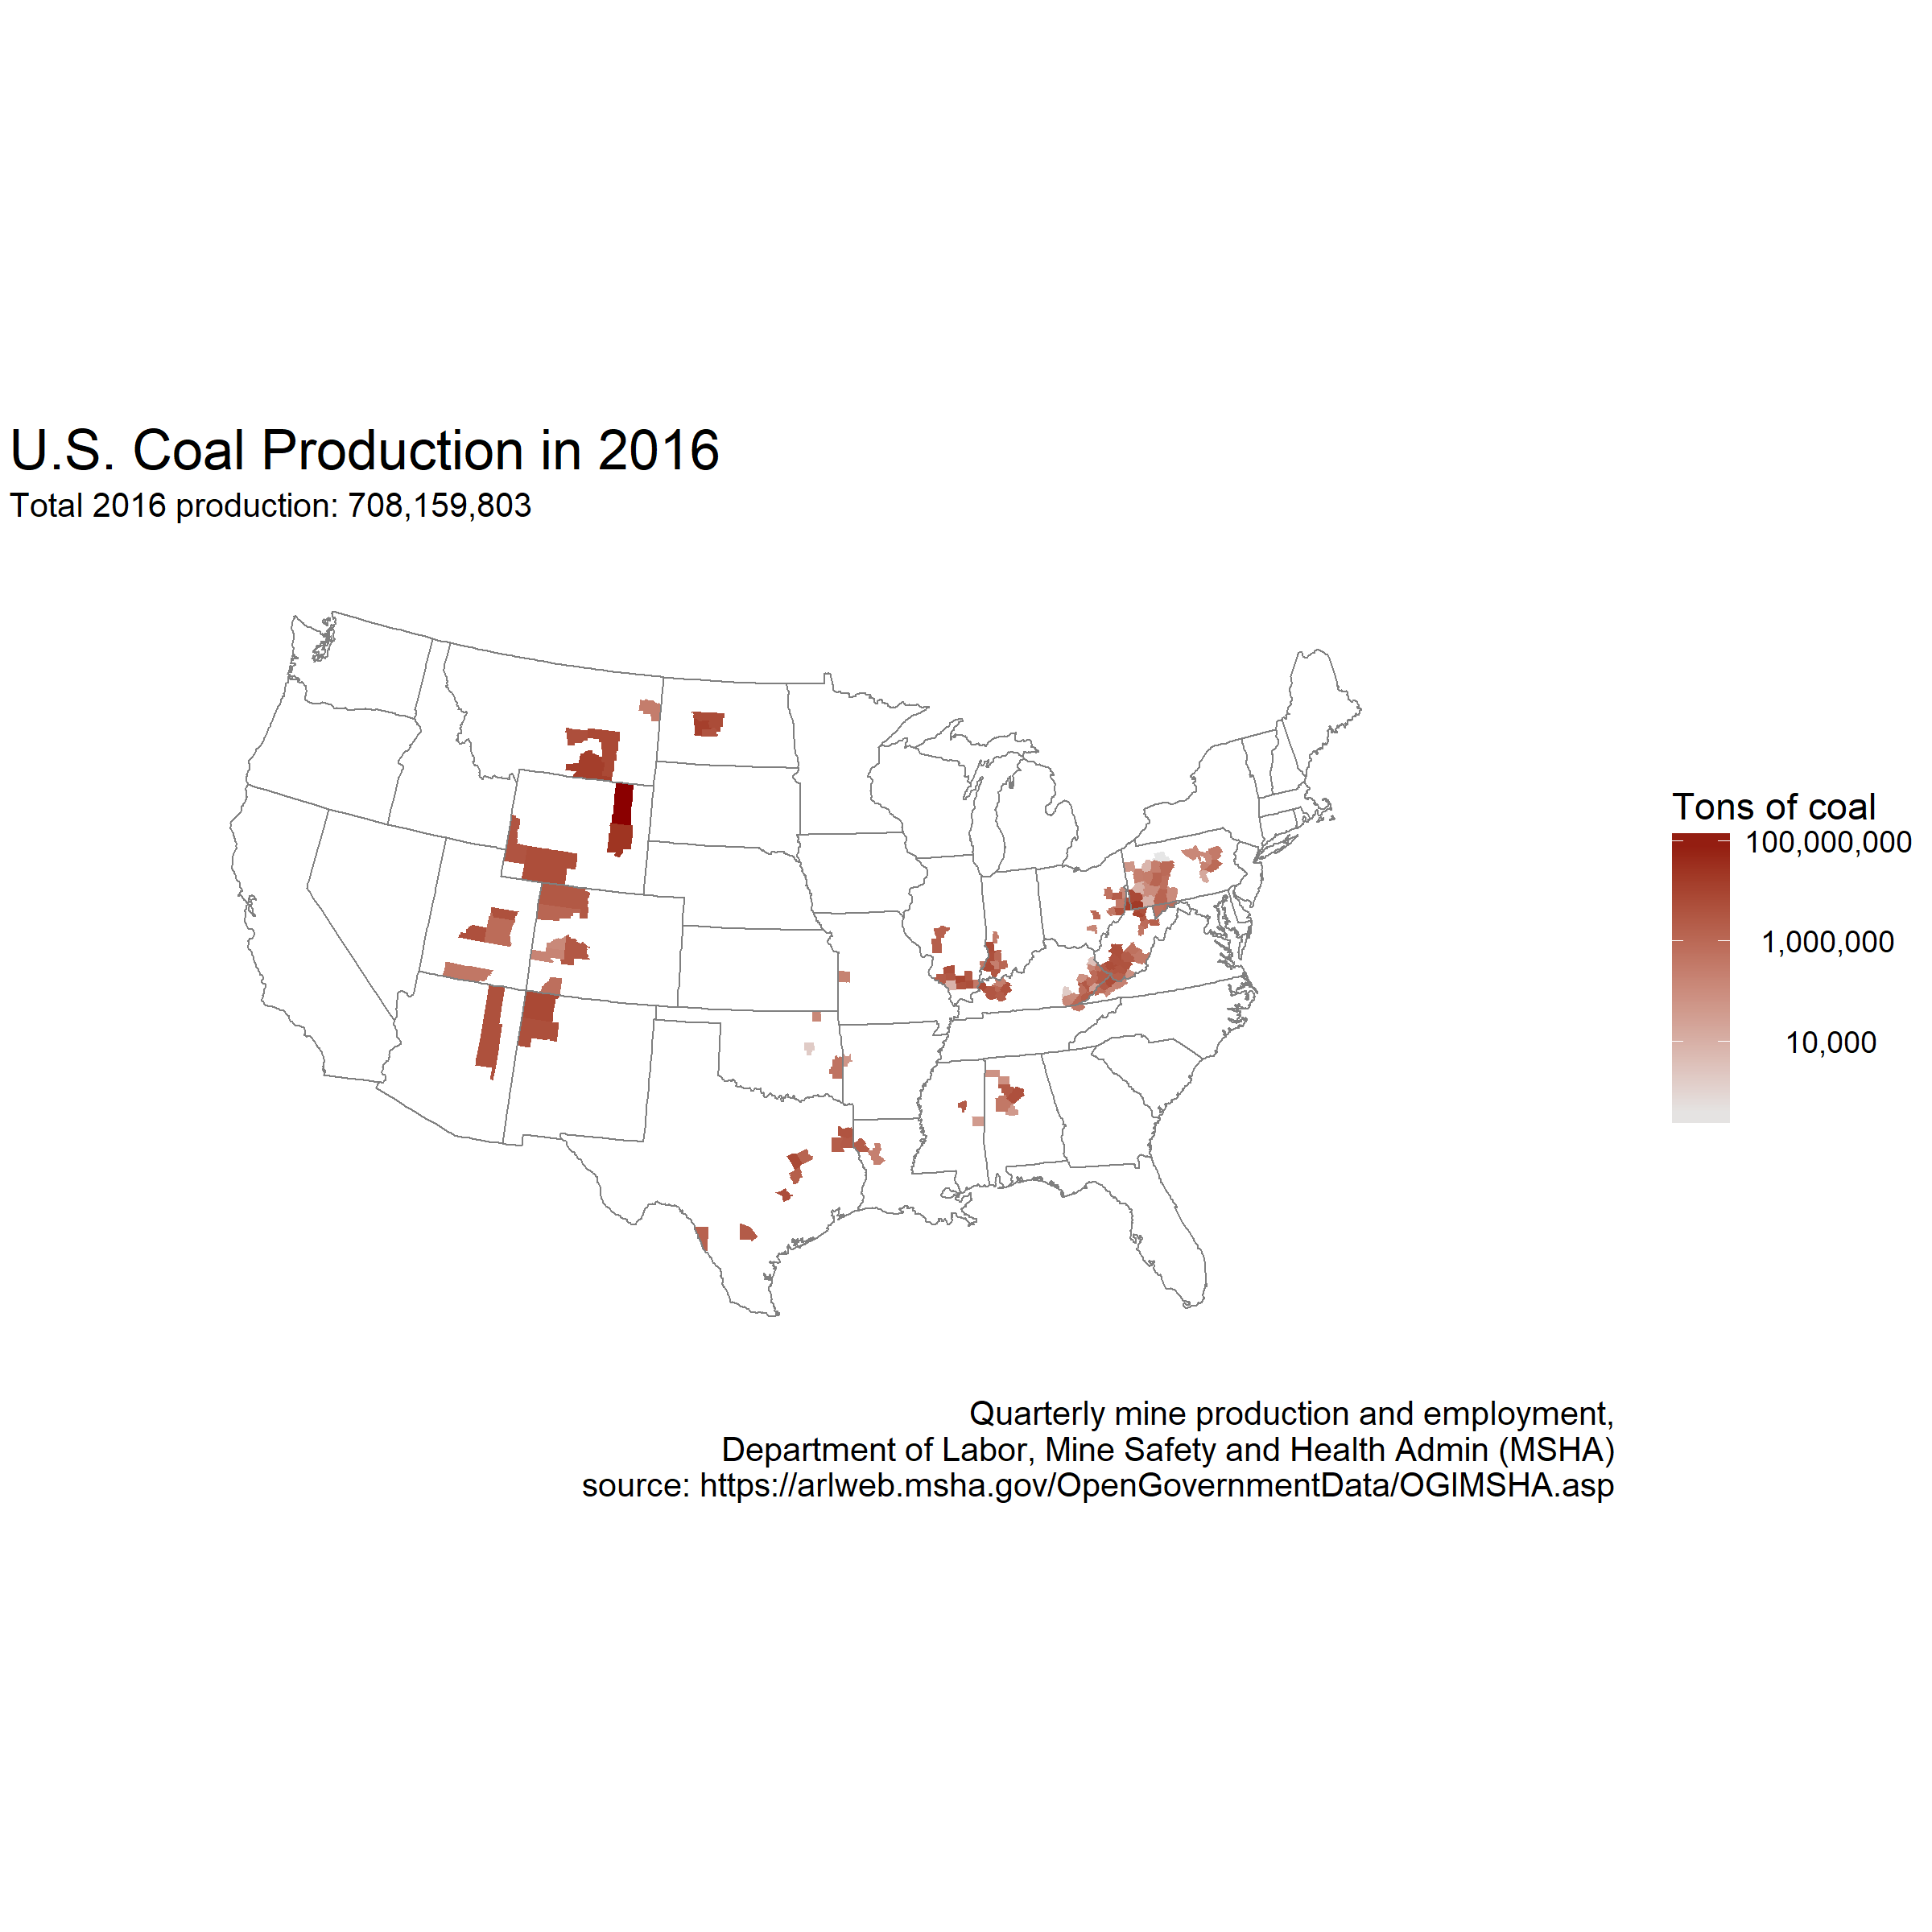 U.S. Coal Production in 2016
Total 2016 production: 708,159,803
Tons of coal
100,000,000
1,000,000
10,000
Quarterly mine production and employment,
Department of Labor, Mine Safety and Health Admin (MSHA)
source: https://arlweb.msha.gov/OpenGovernmentData/OGIMSHA.asp